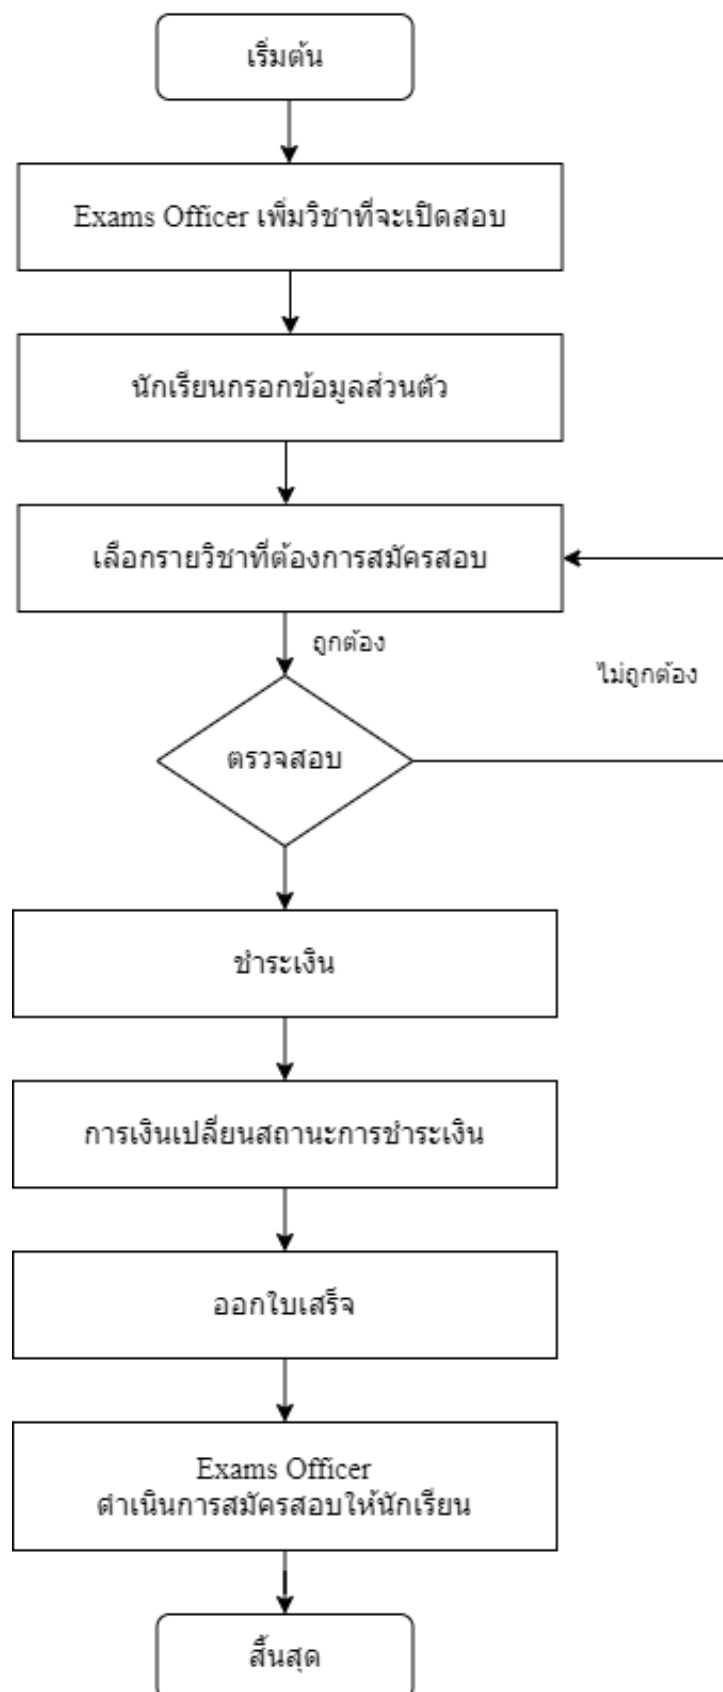 เริ่มต้น
Exams Officer เพิ่มวิชาที่จะเปิดสอบ
นักเรียนกรอกข้อมูลส่วนตัว
เลือกรายวิชาที่ต้องการสมัครสอบ
ถูกต้อง
ไม่ถูกต้อง
ตรวจสอบ
ชำระเงิน
การเงินเปลี่ยนสถานะการชำระเงิน
ออกใบเสร็จ
Exams Officer
ดำเนินการสมัครสอบให้นักเรียน
สิ้นสุด